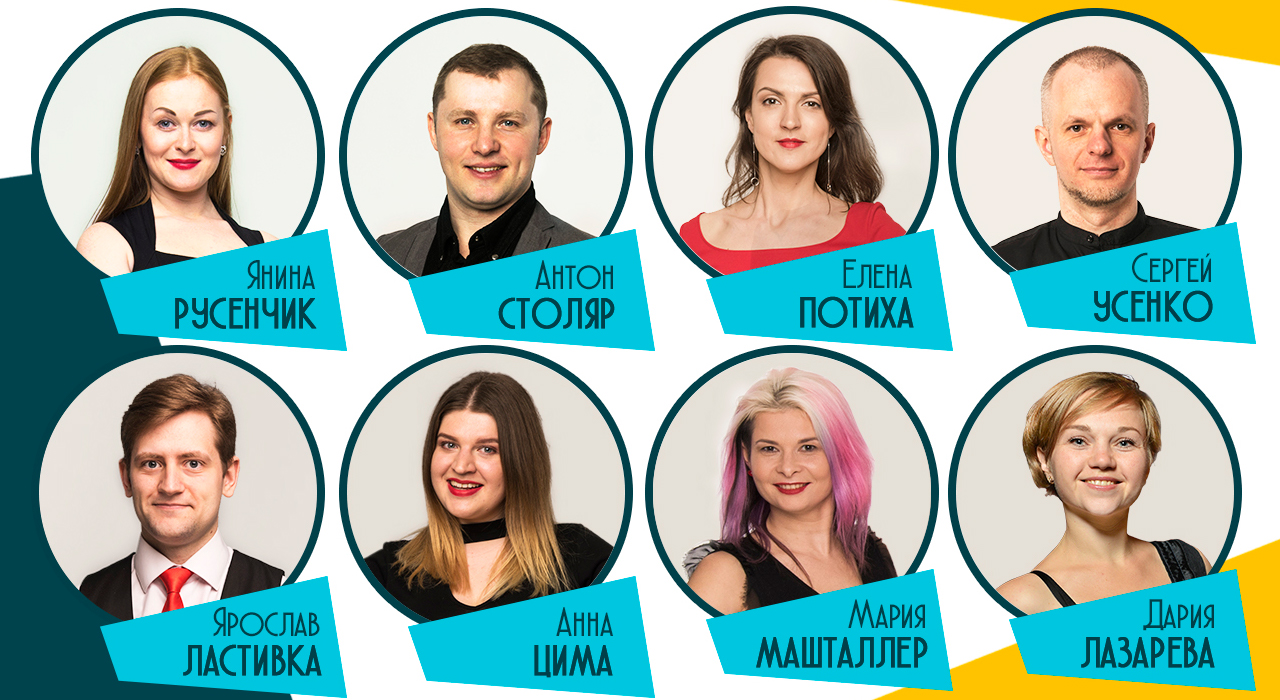 Янина
РУСЕНЧИК
Антон
СТОЛЯР
Елена
ПОТИХА
Сергей
УСЕНКО
Ярослав
ЛАСТИВКА
Анна
ЦИМА
Мария
МАШТАЛЛЕР
Дария
ЛАЗАРЕВА